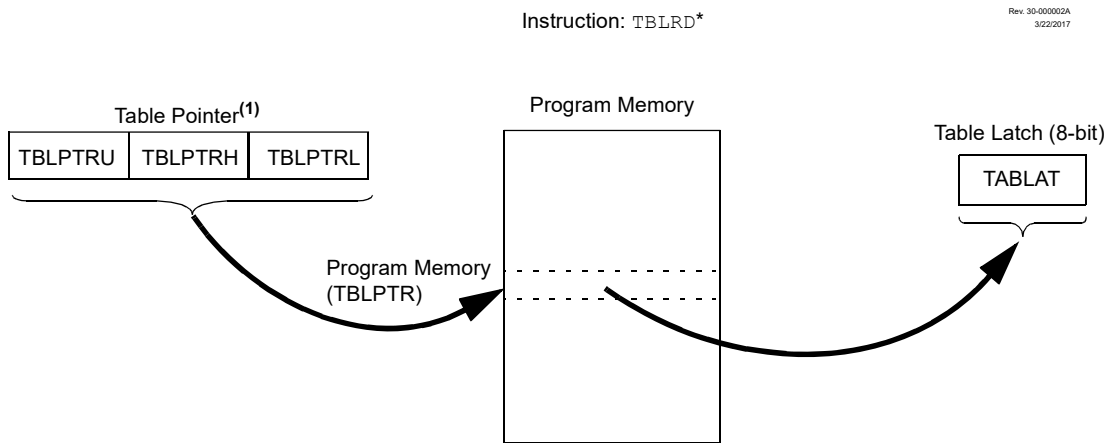 Instruction: TBLRD*
Rev. 30-000002A
3/22/2017
Table Pointer(1)
Program Memory
Table Latch (8-bit)
TBLPTRU TBLPTRH TBLPTRL
TABLAT
Program Memory
(TBLPTR)